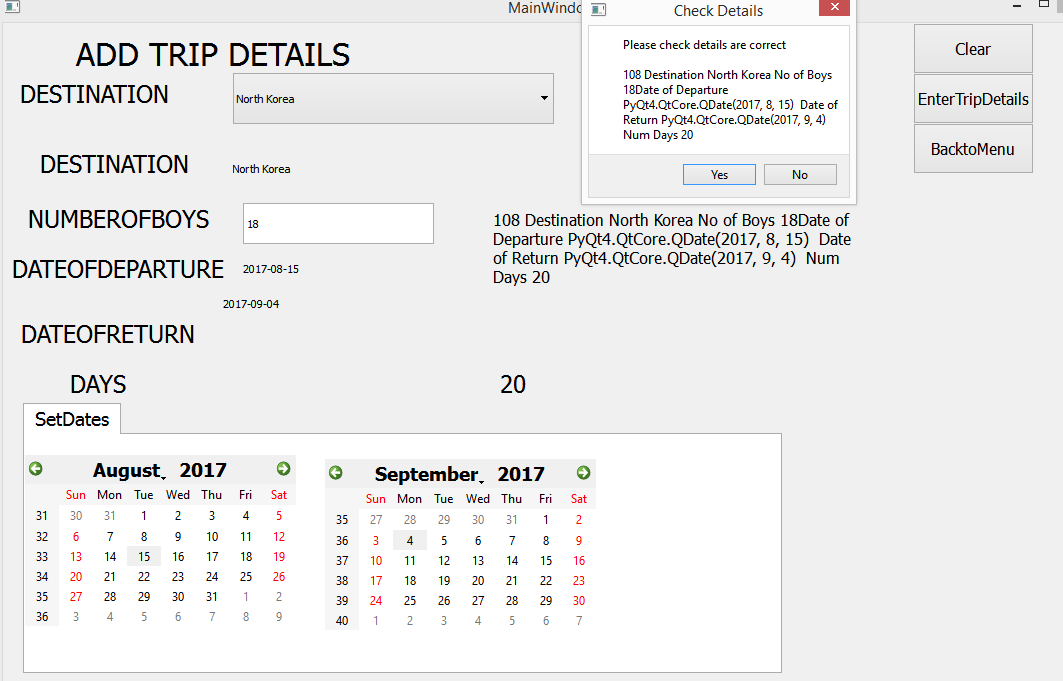 MainWindo
Check Details
Please check details are correct
108 Destination North Korea No of Boys
18Date of Departure
PyQt4.QtCore.QDate(2017, 8, 15)  Date of
Return PyQt4.QtCore.QDate(2017, 9, 4)
Num Days 20
Yes No
Clear
EnterTripDetails
BacktoMenu
ADD TRIP DETAILS
DESTINATION North Korea
DESTINATION North Korea
NUMBEROFBOYS 18
DATEOFDEPARTURE 2017-08-15
2017-09-04
DATEOFRETURN
108 Destination North Korea No of Boys 18Date of
Departure PyQt4.QtCore.QDate(2017, 8, 15)  Date
of Return PyQt4.QtCore.QDate(2017, 9, 4)  Num
Days 20
DAYS 20
SetDates
August, 2017
Sun Mon Tue Wed Thu Fri Sat
31 30 31 1 2 3 4 5
32 6 7 8 9 10 11 12
33 13 14 15 16 17 18 19
34 20 21 22 23 24 25 26
35 27 28 29 30 31 1 2
36 3 4 5 6 7 8 9
September, 2017
Sun Mon Tue Wed Thu Fri Sat
35 27 28 29 30 31 1 2
36 3 4 5 6 7 8 9
37 10 11 12 13 14 15 16
38 17 18 19 20 21 22 23
39 24 25 26 27 28 29 30
40 1 2 3 4 5 6 7